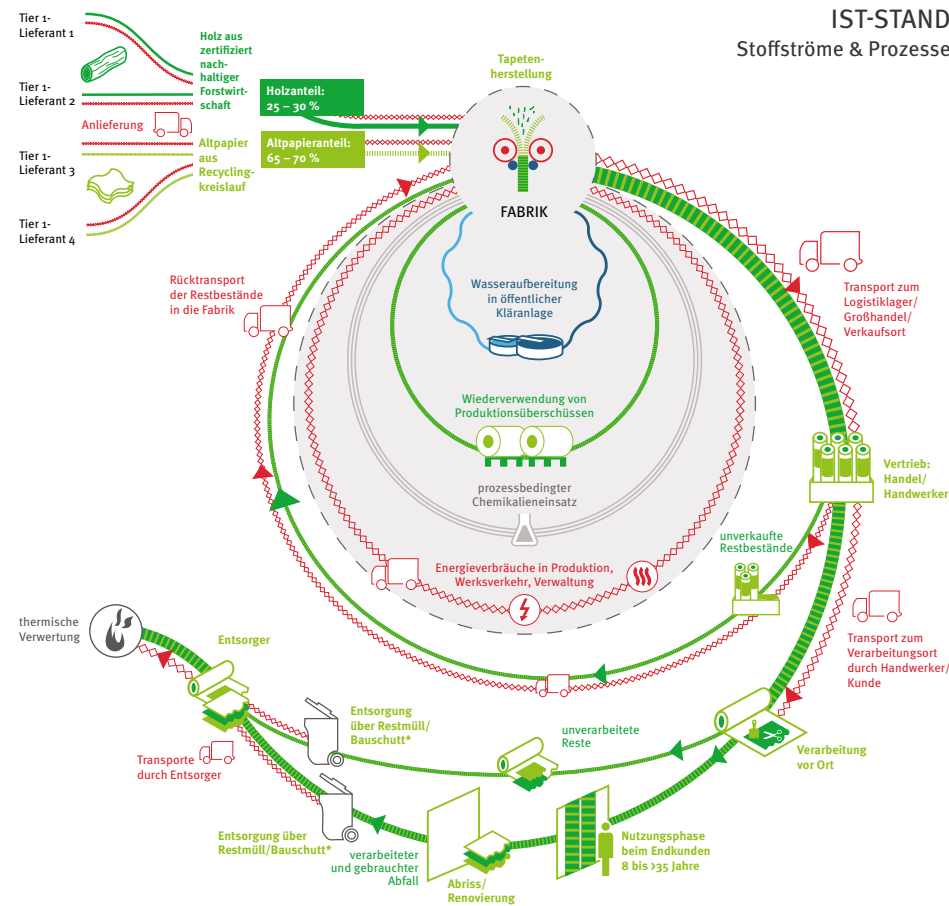 IST-STAND
Stoffströme & Prozesse
Tier 1-
Lieferant 1
Holz aus
zertifiziert
nach-
haltiger
Forstwirt-
schaft
Tier 1-
Lieferant 2
Anlieferung
Tier 1-
Lieferant 3
Altpapier
aus
Recycling-
kreislauf
Tier 1-
Lieferant 4
Holzanteil:
25 – 30 %
Altpapieranteil:
65 – 70 %
Tapeten-
herstellung
FABRIK
Wasseraufbereitung
in öffentlicher
Kläranlage
Wiederverwendung von
Produktionsüberschüssen
prozessbedingter
Chemikalieneinsatz
Energieverbräuche in Produktion,
Werksverkehr, Verwaltung
Rücktransport
der Restbestände
in die Fabrik
Transport zum
Logistiklager/
Großhandel/
Verkaufsort
Vertrieb:
Handel/
Handwerker
unverkaufte
Restbestände
Transport zum
Verarbeitungsort
durch Handwerker/
Kunde
Verarbeitung
vor Ort
unverarbeitete
Reste
Nutzungsphase
beim Endkunden
8 bis >35 Jahre
Abriss/
Renovierung
verarbeiteter
und gebrauchter
Abfall
Entsorgung
über Restmüll/
Bauschutt*
Entsorgung über
Restmüll/Bauschutt*
Transporte
durch Entsorger
Entsorger
thermische
Verwertung